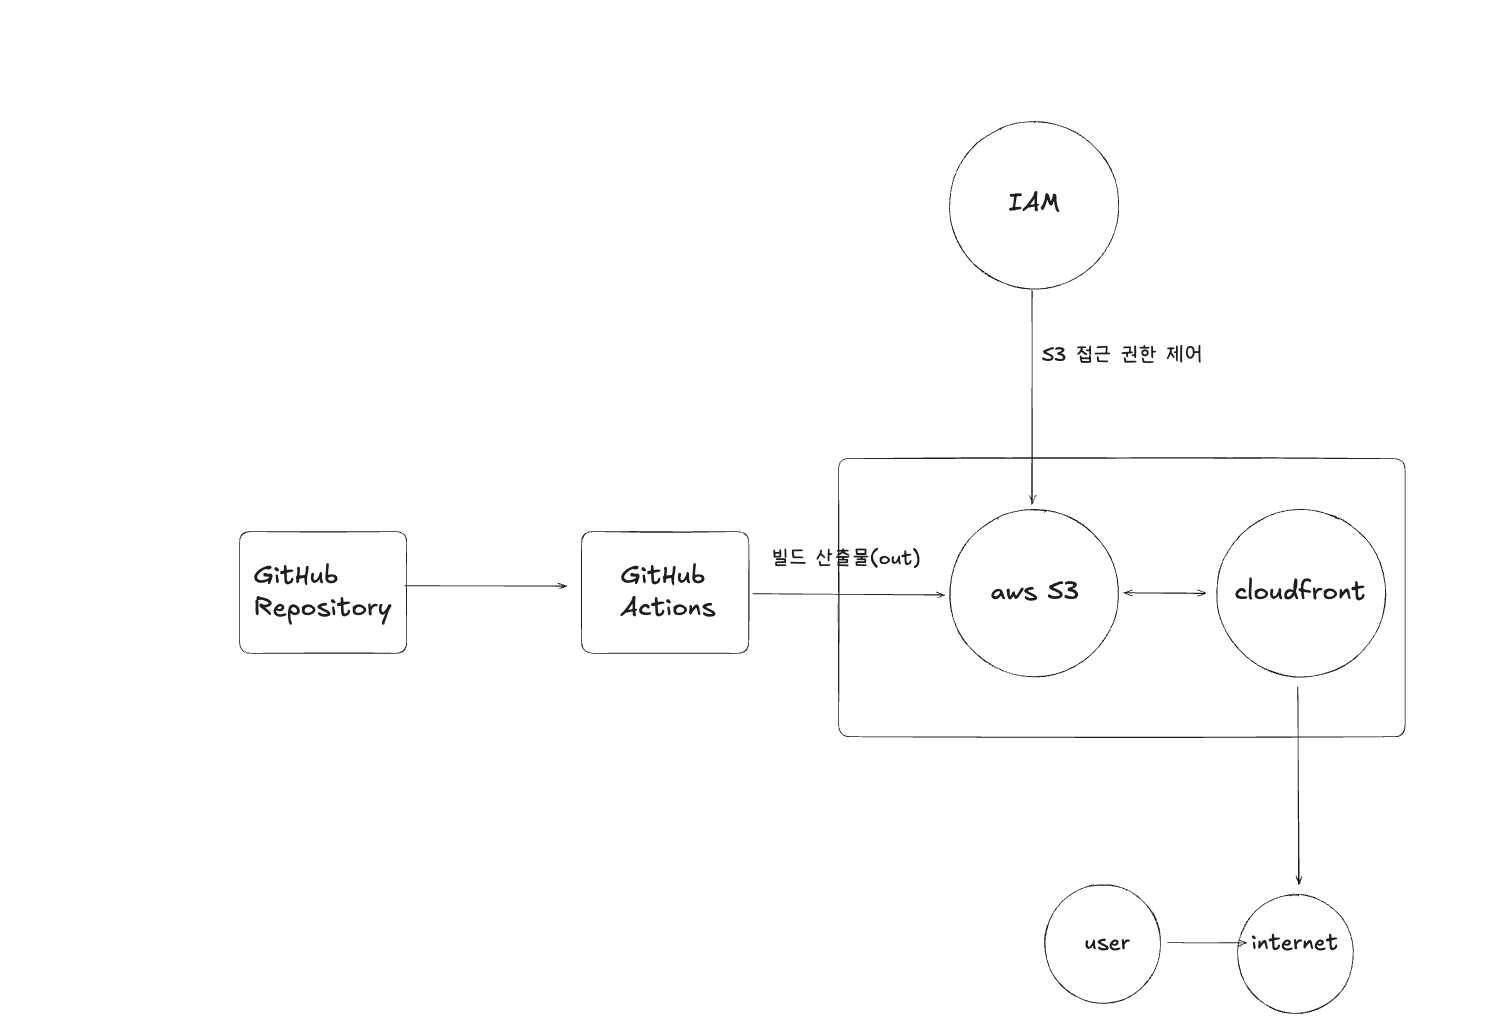 IAM
S3 접근 권한 제어
GitHub
Repository
GitHub
Actions
빌드 산출물(out)
aws S3
cloudfront
user
internet